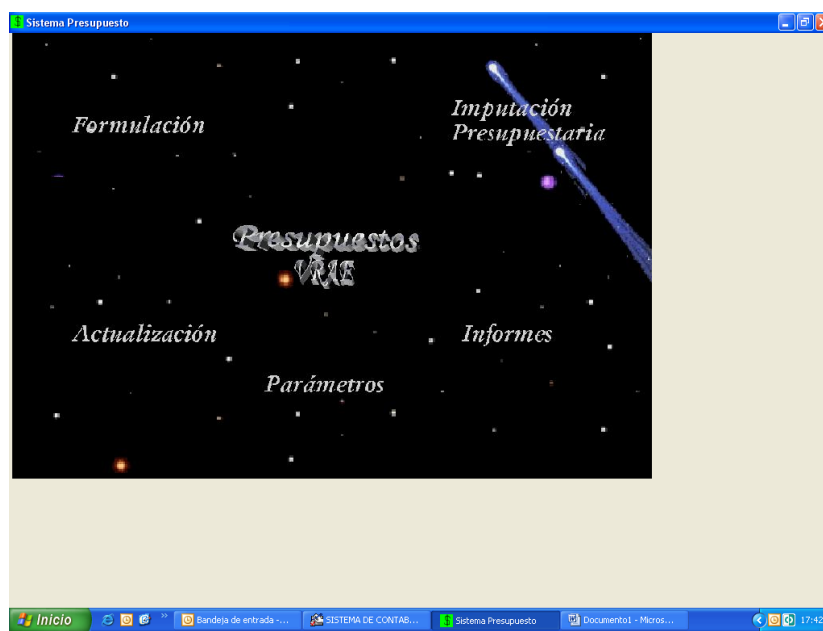 Sistema Presupuesto
Formulación
Imputación
Presupuestaria
Presupuestos
VRAE
Actualización
Informes
Parámetros
Inicio
Bandeja de entrada -...
SISTEMA DE CONTAB...
Sistema Presupuesto
Documento1 - Micros...
17:42